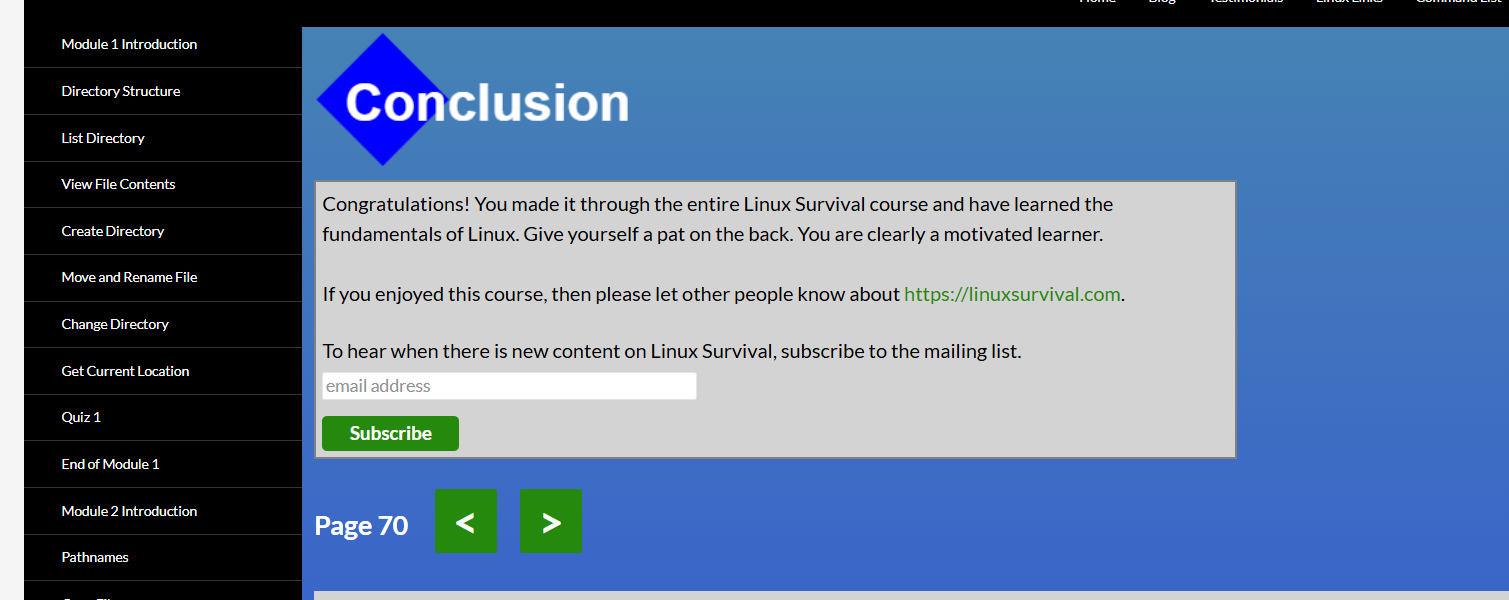 Home Blog Testimonials Linux Links Command List
Module 1 Introduction
Directory Structure
List Directory
View File Contents
Create Directory
Move and Rename File
Change Directory
Get Current Location
Quiz 1
End of Module 1
Module 2 Introduction
Pathnames
Conclusion
Congratulations! You made it through the entire Linux Survival course and have learned the
fundamentals of Linux. Give yourself a pat on the back. You are clearly a motivated learner.
If you enjoyed this course, then please let other people know about https://linuxsurvival.com.
To hear when there is new content on Linux Survival, subscribe to the mailing list.
email address
Subscribe
Page 70 < >